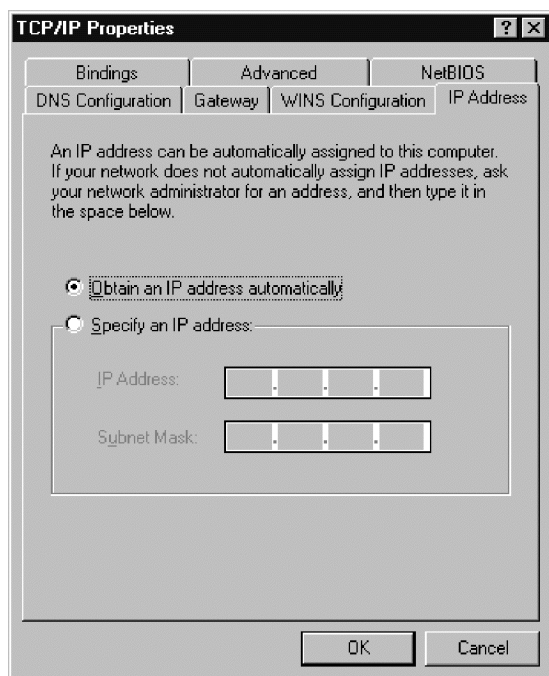 TCP/IP Properties
? X
Bindings Advanced NetBIOS
DNS Configuration Gateway WINS Configuration IP Address
An IP address can be automatically assigned to this computer.
If your network does not automatically assign IP addresses, ask
your network administrator for an address, and then type it in
the space below.
Obtain an IP address automatically
Specify an IP address:
IP Address: . . .
Subnet Mask: . . .
OK Cancel